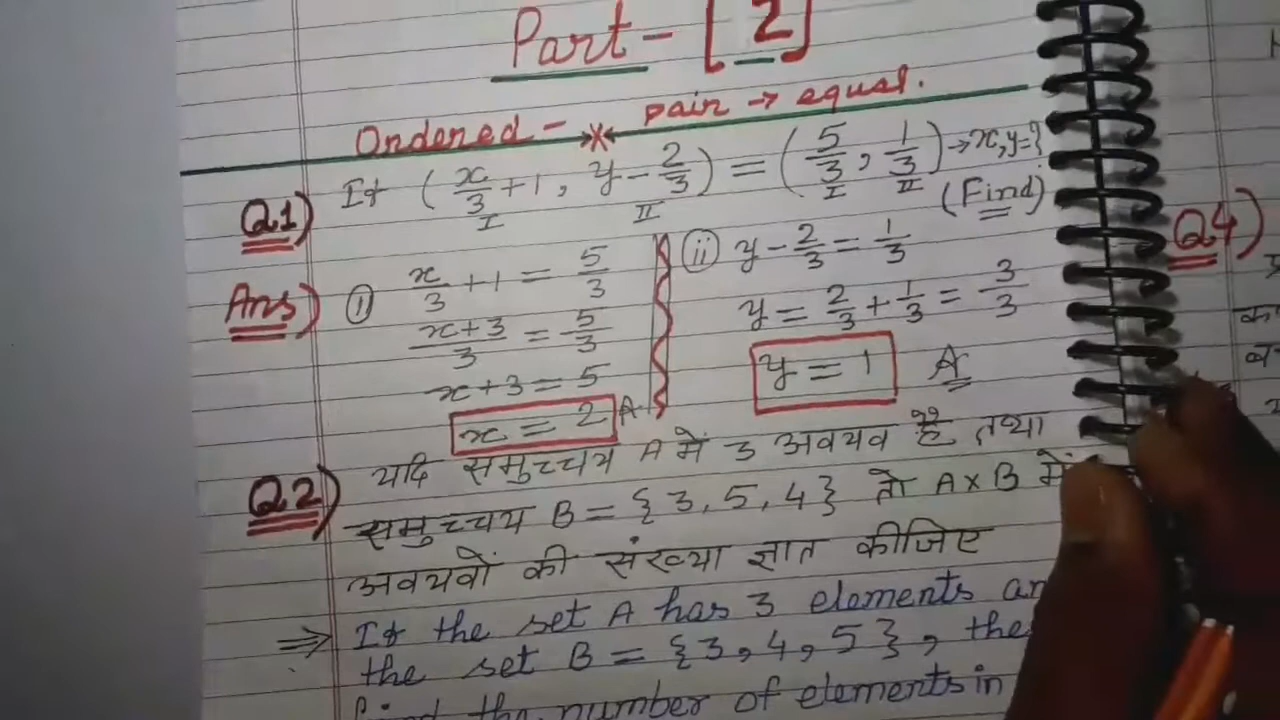 Part - [2]
Ordered - pair → equal.
Q1) If (x/3 + 1, y - 2/3) = (5/3, 1/3) → x, y = ?
I II I II (Find)
Ans) (i) x/3 + 1 = 5/3
(x+3)/3 = 5/3
x + 3 = 5
x = 2 A
(ii) y - 2/3 = 1/3
y = 2/3 + 1/3 = 3/3
y = 1 A
Q2) यदि समुच्चय A में 3 अवयव हैं तथा
समुच्चय B = {3, 5, 4} तो A × B में
अवयवों की संख्या ज्ञात कीजिए
⇒ If the set A has 3 elements
the set B = {3, 4, 5},
find the number of elements in
Q4)